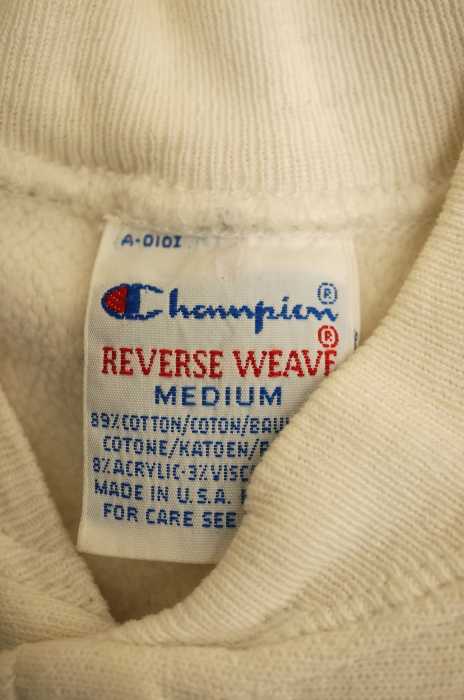 A-0101
Champion®
REVERSE WEAVE®
MEDIUM
89% COTTON/COTON/BAU
COTONE/KATOEN/
8% ACRYLIC-3% VISC
MADE IN U.S.A.
FOR CARE SEE